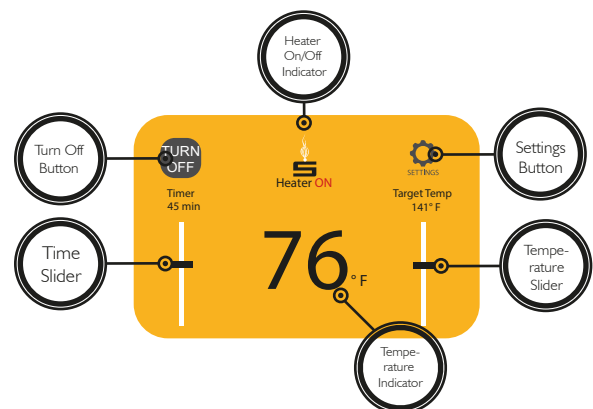 Heater
On/Off
Indicator
Turn Off
Button
TURN
OFF
Heater ON
SETTINGS
Settings
Button
Timer
45 min
Target Temp
141° F
Time
Slider
76° F
Tempe-
rature
Slider
Tempe-
rature
Indicator